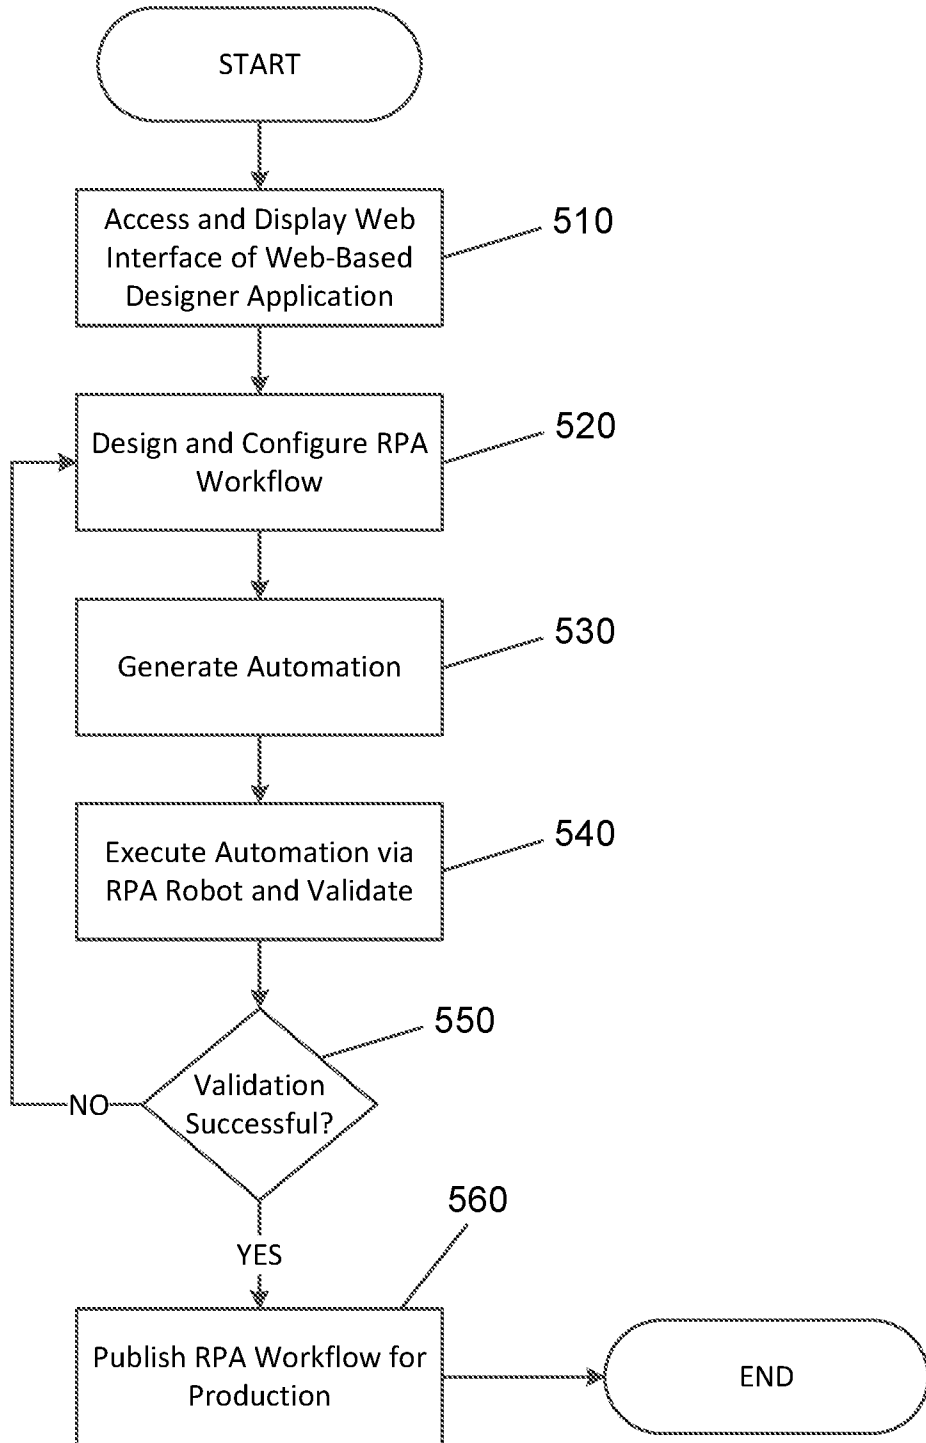 START
Access and Display Web
Interface of Web-Based
Designer Application
510
Design and Configure RPA
Workflow
520
Generate Automation
530
Execute Automation via
RPA Robot and Validate
540
Validation
Successful?
550
NO
YES
560
Publish RPA Workflow for
Production
END